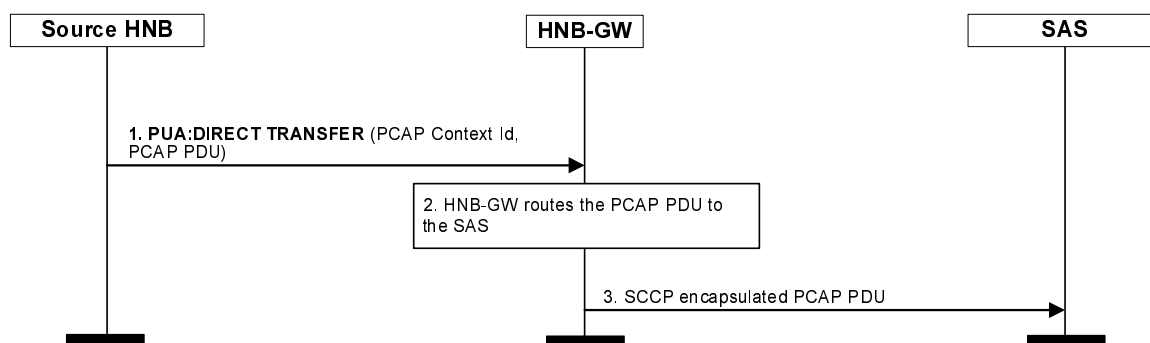 Source HNB
HNB-GW
SAS
1. PUA:DIRECT TRANSFER (PCAP Context Id,
PCAP PDU)
2. HNB-GW routes the PCAP PDU to
the SAS
3. SCCP encapsulated PCAP PDU